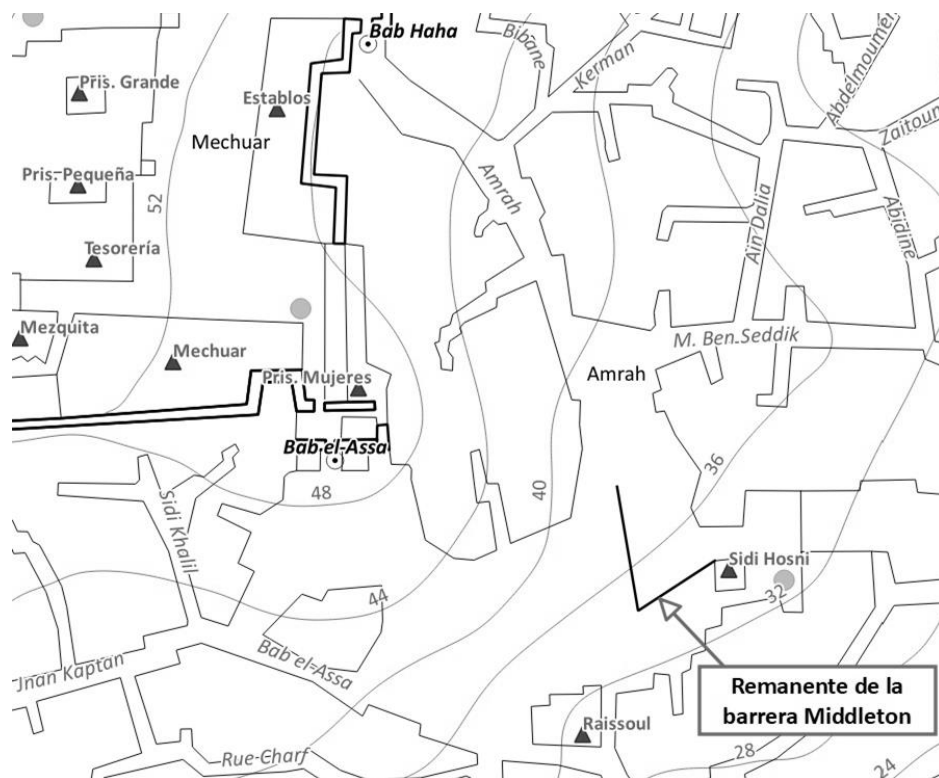 Bab Haha
Bibane
Kerman
Abdelmoumen
Zaitoun
Pris. Grande
Establos
Mechuar
Pris. Pequeña
52
Amrah
Ain Dalia
Abidine
Tesorería
Mezquita
Mechuar
M. Ben Seddik
Pris. Mujeres
Amrah
Bab el-Assa
36
48
40
Sidi Khalil
Sidi Hosni
32
44
Bab el-Assa
Jnan Kaptan
Remanente de la
barrera Middleton
Raissoul
Rue-Charf
28
24